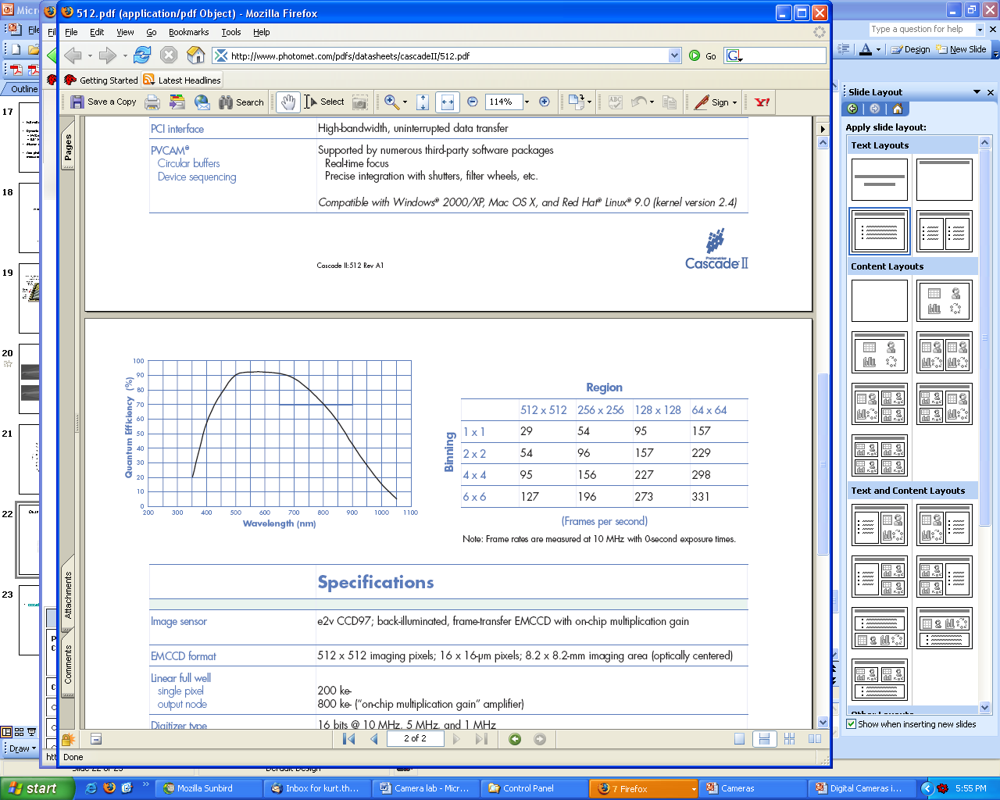 512.pdf (application/pdf Object) - Mozilla Firefox
File Edit View Go Bookmarks Tools Help
Type a question for help
http://www.photomet.com/pdfs/datasheets/cascadeII/512.pdf
Go
Design
New Slide
Getting Started Latest Headlines
Outline
Save a Copy
Search
Select
114%
Sign
Y!
Slide Layout
Apply slide layout:
Text Layouts
Content Layouts
Text and Content Layouts
Show when inserting new slides
17
18
19
20
21
22
23
Pages
Attachments
Comments
PCI interface High-bandwidth, uninterrupted data transfer
PVCAM® Supported by numerous third-party software packages
Circular buffers Real-time focus
Device sequencing Precise integration with shutters, filter wheels, etc.
Compatible with Windows® 2000/XP, Mac OS X, and Red Hat® Linux® 9.0 (kernel version 2.4)
Cascade II:512 Rev A1
Photometrics
Cascade II
Quantum Efficiency (%)
100
90
80
70
60
50
40
30
20
10
0
200 300 400 500 600 700 800 900 1000 1100
Wavelength (nm)
Region
512 x 512 256 x 256 128 x 128 64 x 64
Binning
1 x 1 29 54 95 157
2 x 2 54 96 157 229
4 x 4 95 156 227 298
6 x 6 127 196 273 331
(Frames per second)
Note: Frame rates are measured at 10 MHz with 0-second exposure times.
Specifications
Image sensor e2v CCD97; back-illuminated, frame-transfer EMCCD with on-chip multiplication gain
EMCCD format 512 x 512 imaging pixels; 16 x 16-µm pixels; 8.2 x 8.2-mm imaging area (optically centered)
Linear full well
single pixel 200 ke-
output node 800 ke- ("on-chip multiplication gain" amplifier)
Digitizer type 16 bits @ 10 MHz, 5 MHz, and 1 MHz
2 of 2
Draw
Done
Slide 22 of 23 Default Design
start
Mozilla Sunbird
Inbox for kurt.th...
Camera lab - Micr...
Control Panel
7 Firefox
Cameras
Digital Cameras i...
5:55 PM